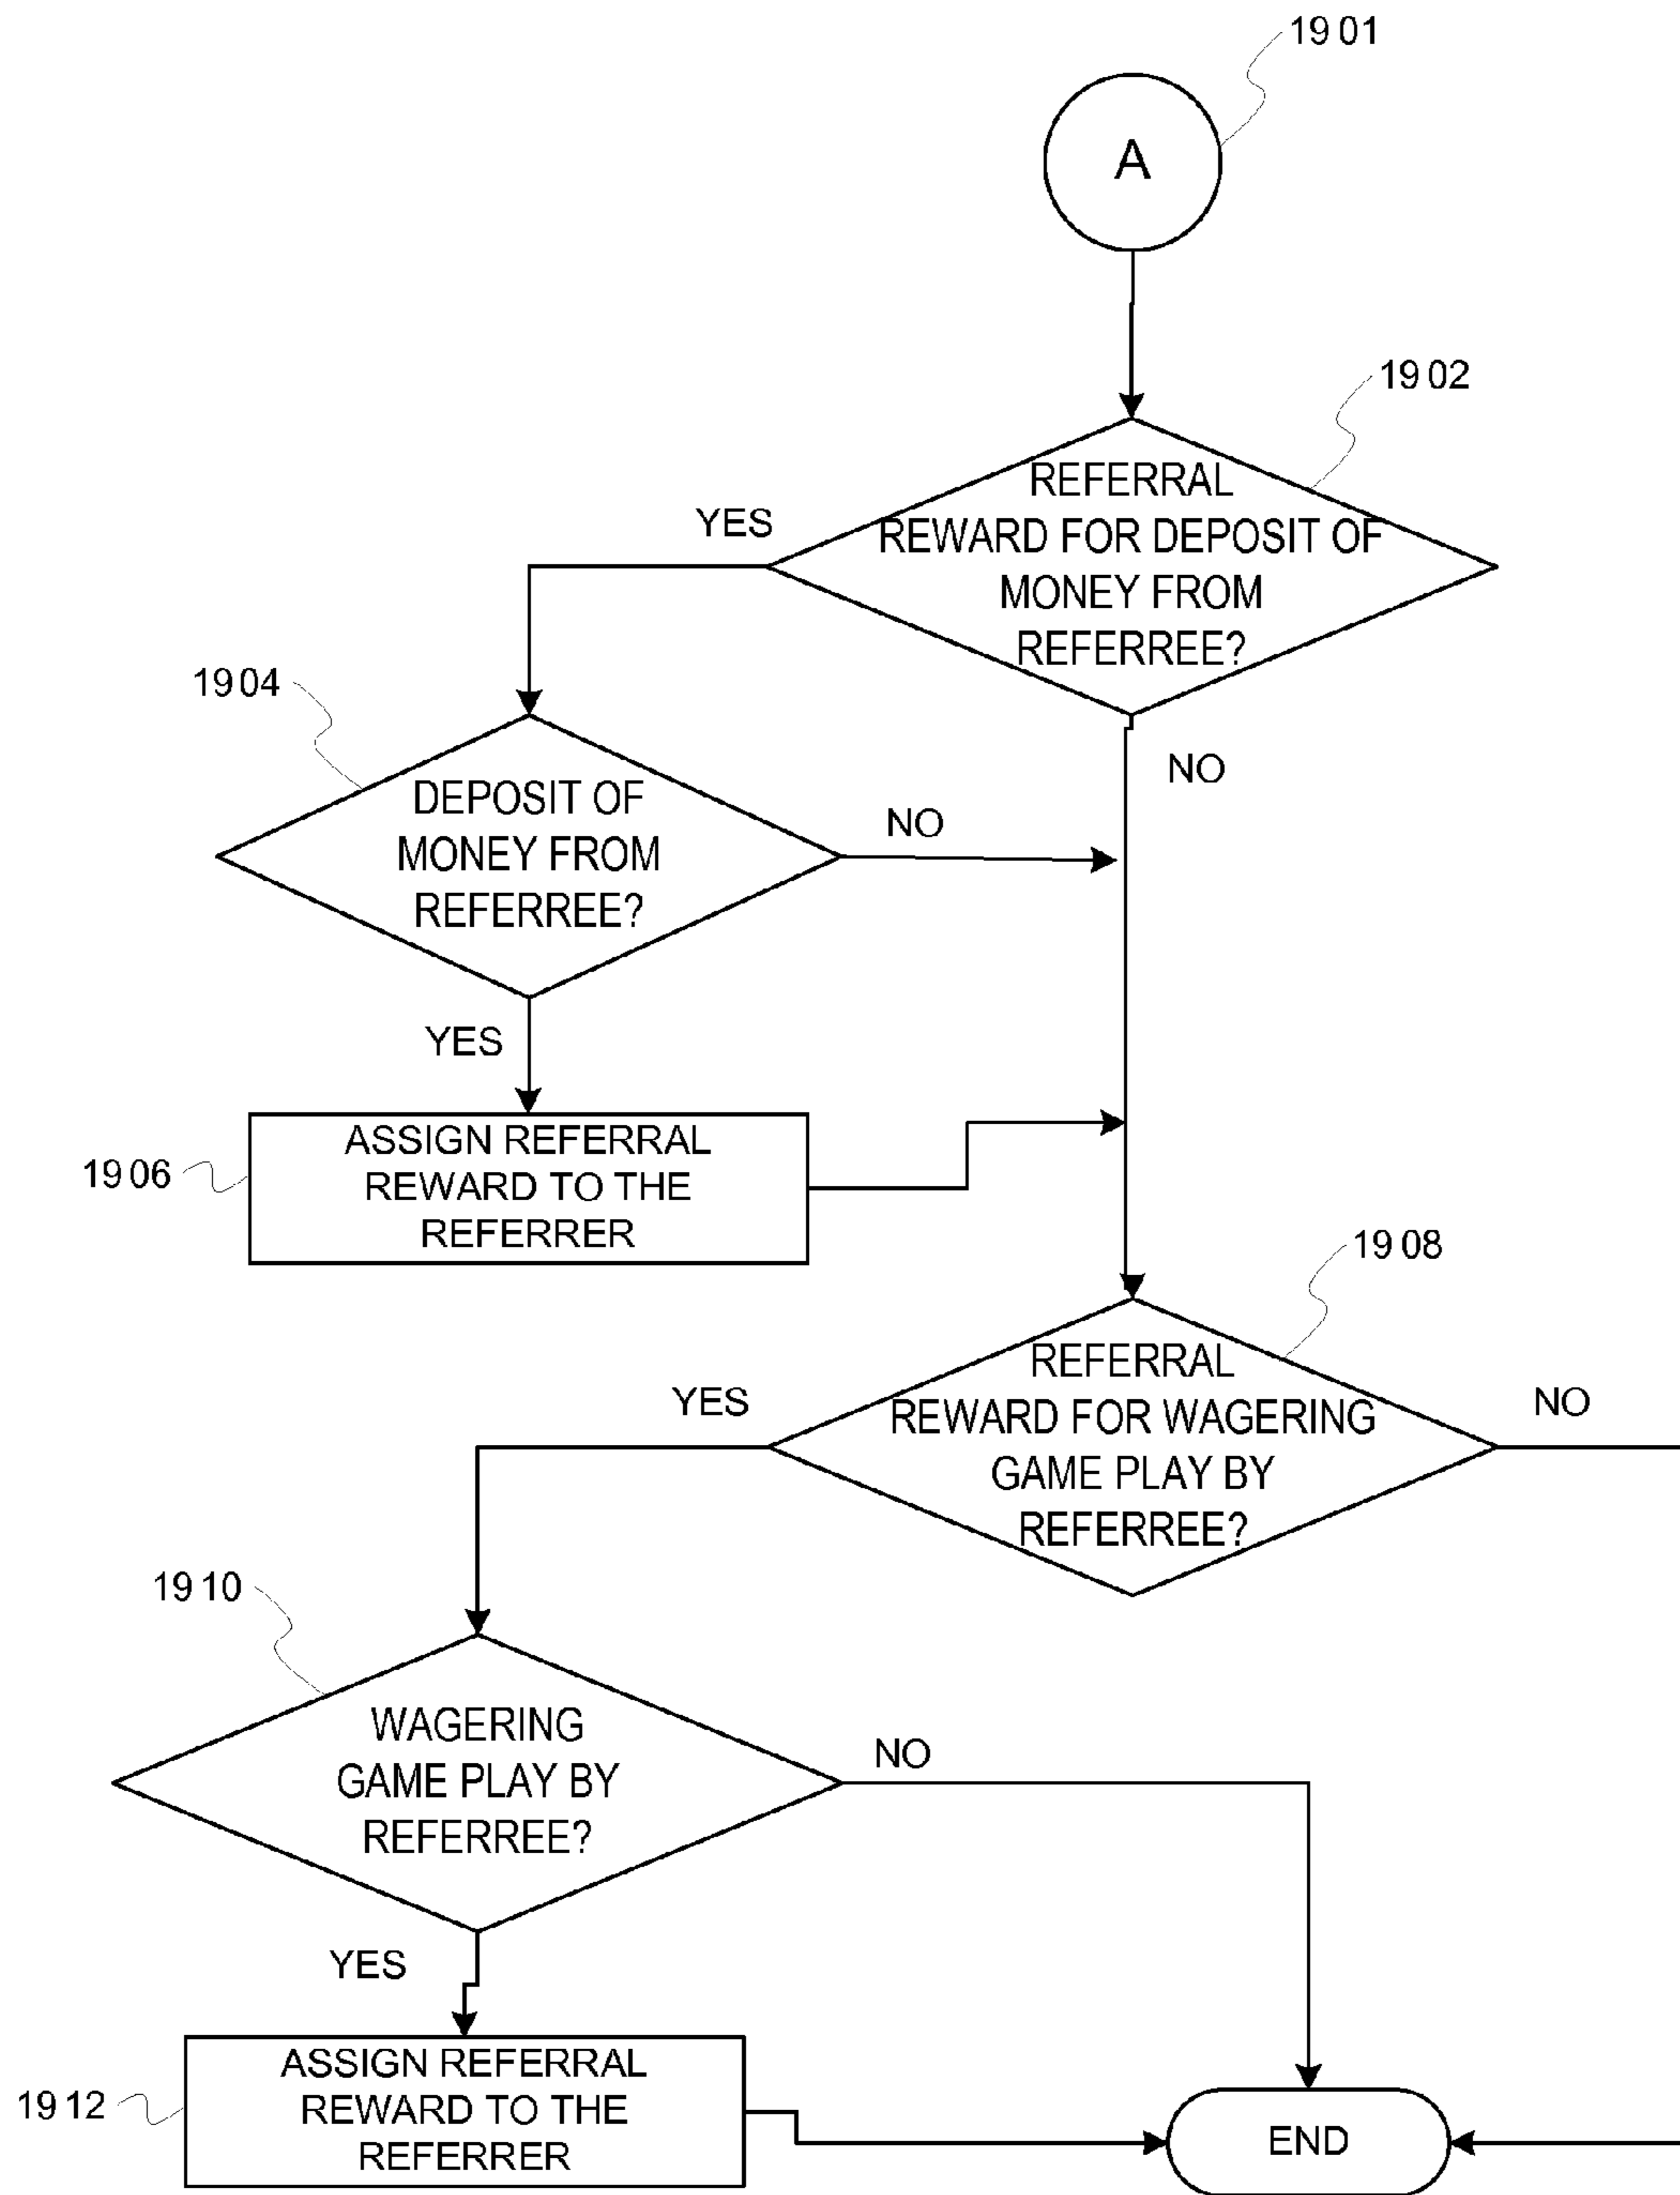 1901
A
1902
REFERRAL
REWARD FOR DEPOSIT OF
MONEY FROM
REFERREE?
YES
NO
1904
DEPOSIT OF
MONEY FROM
REFERREE?
NO
YES
1906
ASSIGN REFERRAL
REWARD TO THE
REFERRER
1908
REFERRAL
REWARD FOR WAGERING
GAME PLAY BY
REFERREE?
YES
NO
1910
WAGERING
GAME PLAY BY
REFERREE?
NO
YES
1912
ASSIGN REFERRAL
REWARD TO THE
REFERRER
END